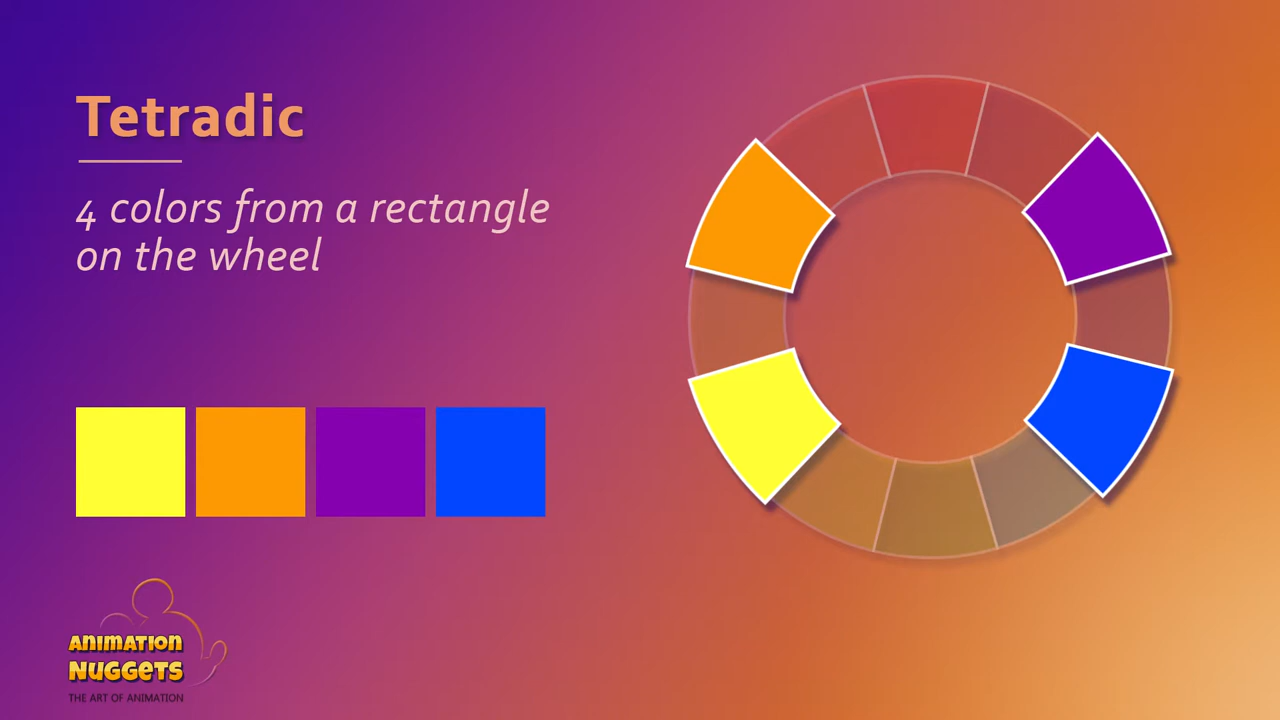 Tetradic
4 colors from a rectangle
on the wheel
ANIMATION
NUGGETS
THE ART OF ANIMATION